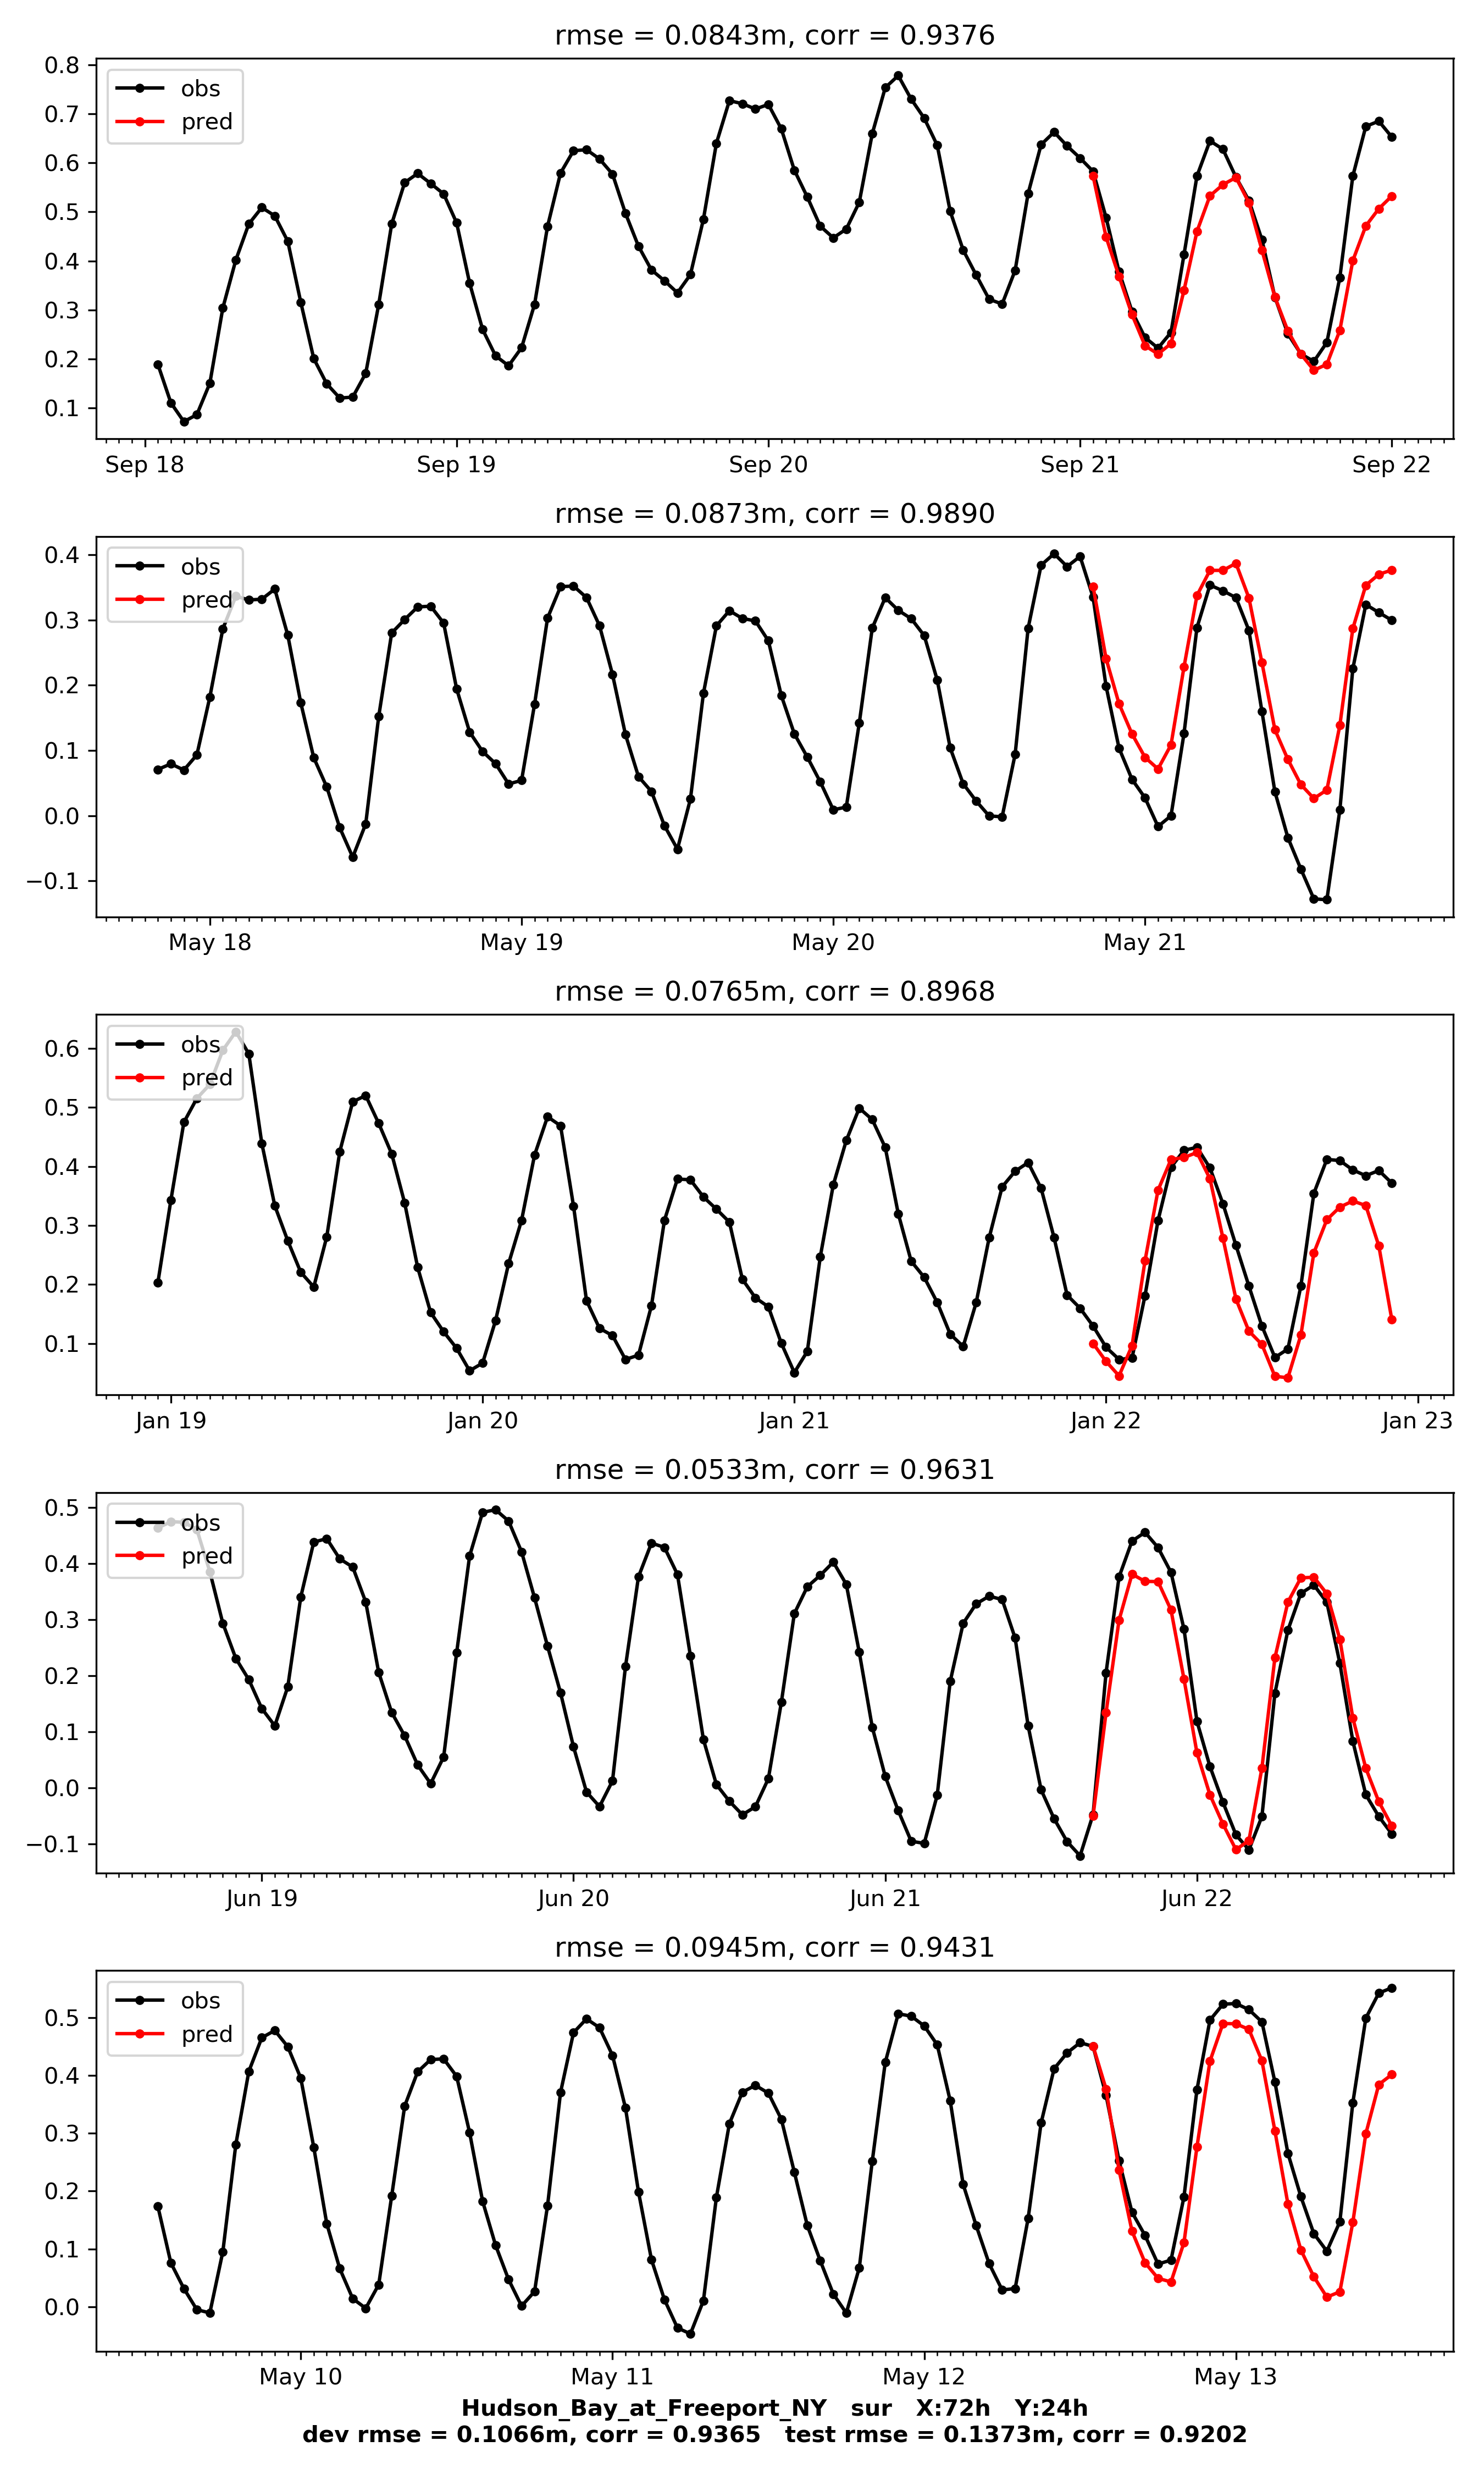 rmse = 0.0843m, corr = 0.9376
0.8
0.7
0.6
0.5
0.4
0.3
0.2
0.1
obs
pred
Sep 18 Sep 19 Sep 20 Sep 21 Sep 22
rmse = 0.0873m, corr = 0.9890
0.4
0.3
0.2
0.1
0.0
−0.1
obs
pred
May 18 May 19 May 20 May 21
rmse = 0.0765m, corr = 0.8968
0.6
0.5
0.4
0.3
0.2
0.1
obs
pred
Jan 19 Jan 20 Jan 21 Jan 22 Jan 23
rmse = 0.0533m, corr = 0.9631
0.5
0.4
0.3
0.2
0.1
0.0
−0.1
obs
pred
Jun 19 Jun 20 Jun 21 Jun 22
rmse = 0.0945m, corr = 0.9431
0.5
0.4
0.3
0.2
0.1
0.0
obs
pred
May 10 May 11 May 12 May 13
Hudson_Bay_at_Freeport_NY sur X:72h Y:24h
dev rmse = 0.1066m, corr = 0.9365 test rmse = 0.1373m, corr = 0.9202